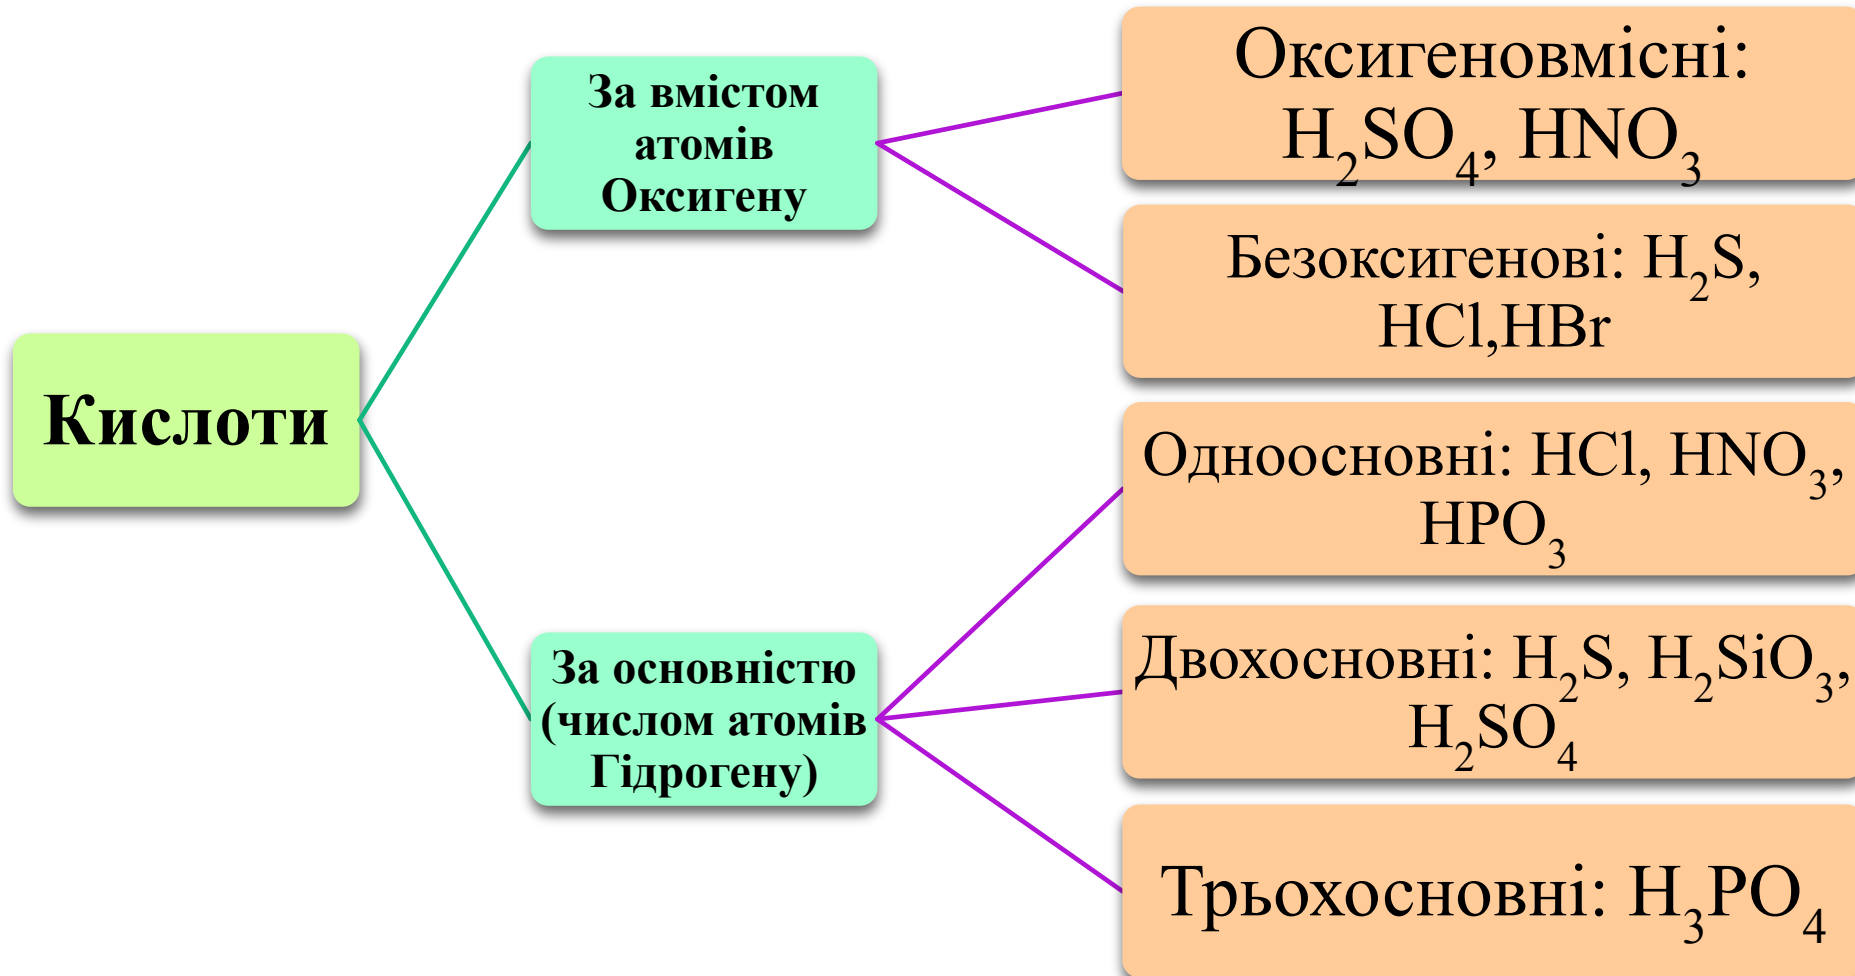 Кислоти
За вмістом
атомів
Оксигену
Оксигеновмісні:
H₂SO₄, HNO₃
Безоксигенові: H₂S,
HCl,HBr
За основністю
(числом атомів
Гідрогену)
Одноосновні: HCl, HNO₃,
HPO₃
Двохосновні: H₂S, H₂SiO₃,
H₂SO₄
Трьохосновні: H₃PO₄